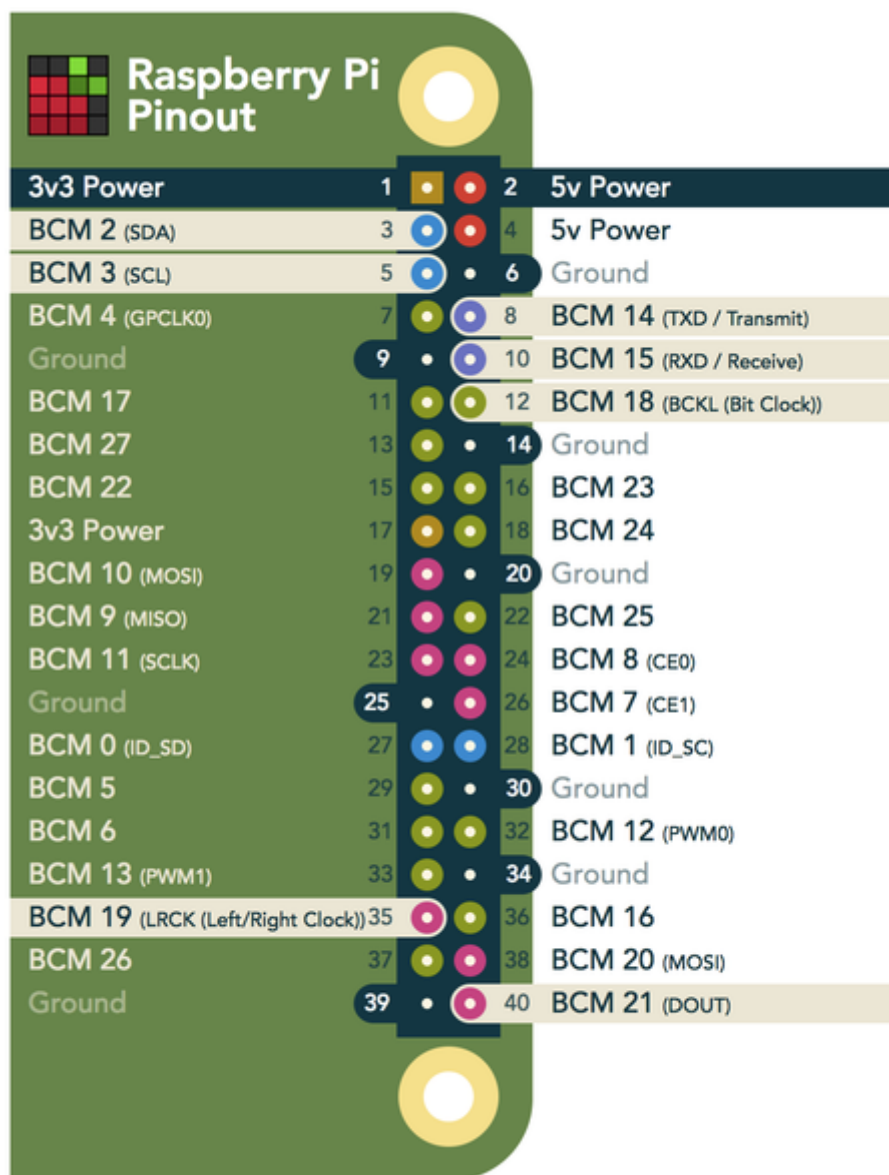 Raspberry Pi
Pinout
3v3 Power 1 2 5v Power
BCM 2 (SDA) 3 4 5v Power
BCM 3 (SCL) 5 6 Ground
BCM 4 (GPCLK0) 7 8 BCM 14 (TXD / Transmit)
Ground 9 10 BCM 15 (RXD / Receive)
BCM 17 11 12 BCM 18 (BCKL (Bit Clock))
BCM 27 13 14 Ground
BCM 22 15 16 BCM 23
3v3 Power 17 18 BCM 24
BCM 10 (MOSI) 19 20 Ground
BCM 9 (MISO) 21 22 BCM 25
BCM 11 (SCLK) 23 24 BCM 8 (CE0)
Ground 25 26 BCM 7 (CE1)
BCM 0 (ID_SD) 27 28 BCM 1 (ID_SC)
BCM 5 29 30 Ground
BCM 6 31 32 BCM 12 (PWM0)
BCM 13 (PWM1) 33 34 Ground
BCM 19 (LRCK (Left/Right Clock)) 35 36 BCM 16
BCM 26 37 38 BCM 20 (MOSI)
Ground 39 40 BCM 21 (DOUT)